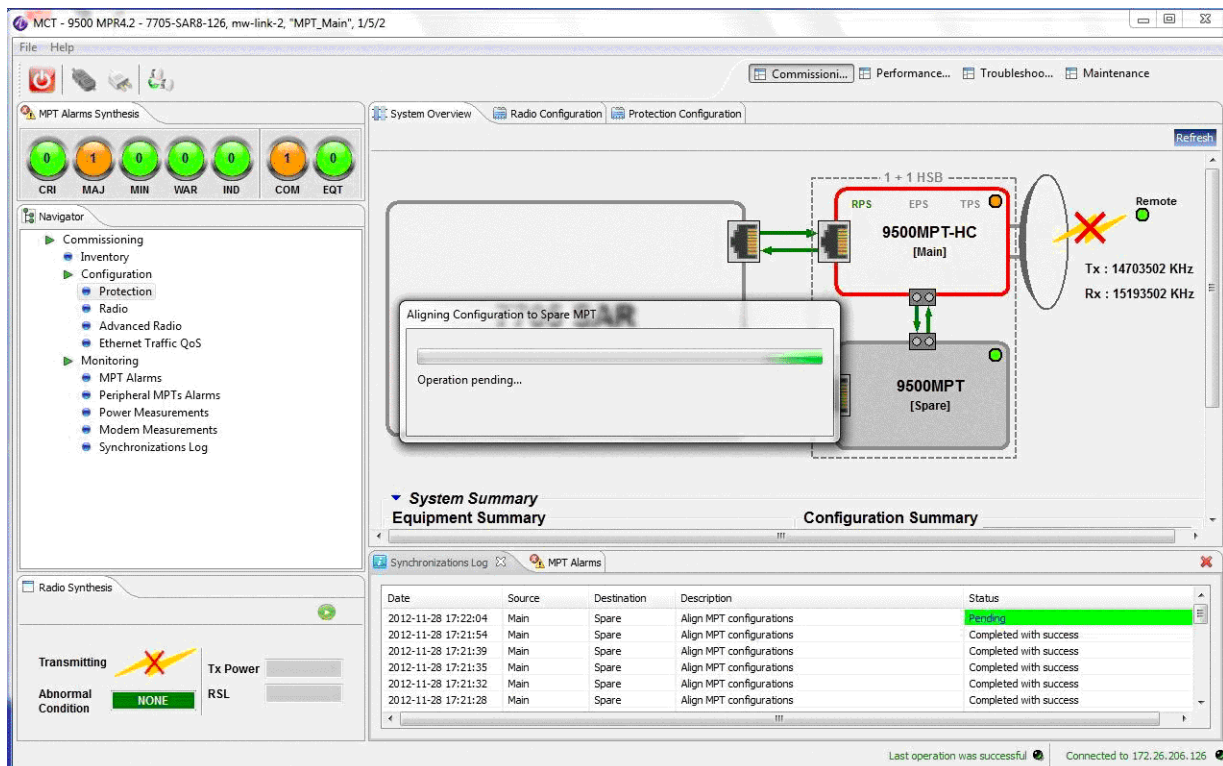 MCT - 9500 MPR4.2 - 7705-SAR8-126, mw-link-2, "MPT_Main", 1/5/2
File Help
Commissioni... Performance... Troubleshoo... Maintenance
MPT Alarms Synthesis
0 1 0 0 0 1 0
CRI MAJ MIN WAR IND COM EQT
Navigator
Commissioning
Inventory
Configuration
Protection
Radio
Advanced Radio
Ethernet Traffic QoS
Monitoring
MPT Alarms
Peripheral MPTs Alarms
Power Measurements
Modem Measurements
Synchronizations Log
System Overview Radio Configuration Protection Configuration
Refresh
1 + 1 HSB
RPS EPS TPS
9500MPT-HC
[Main]
Remote
Tx : 14703502 KHz
Rx : 15193502 KHz
7705 SAR
Aligning Configuration to Spare MPT
Operation pending...
9500MPT
[Spare]
System Summary
Equipment Summary Configuration Summary
Radio Synthesis
Transmitting
Tx Power
Abnormal
Condition
NONE
RSL
Synchronizations Log MPT Alarms
Date Source Destination Description Status
2012-11-28 17:22:04 Main Spare Align MPT configurations Pending
2012-11-28 17:21:54 Main Spare Align MPT configurations Completed with success
2012-11-28 17:21:39 Main Spare Align MPT configurations Completed with success
2012-11-28 17:21:35 Main Spare Align MPT configurations Completed with success
2012-11-28 17:21:32 Main Spare Align MPT configurations Completed with success
2012-11-28 17:21:28 Main Spare Align MPT configurations Completed with success
Last operation was successful Connected to 172.26.206.126